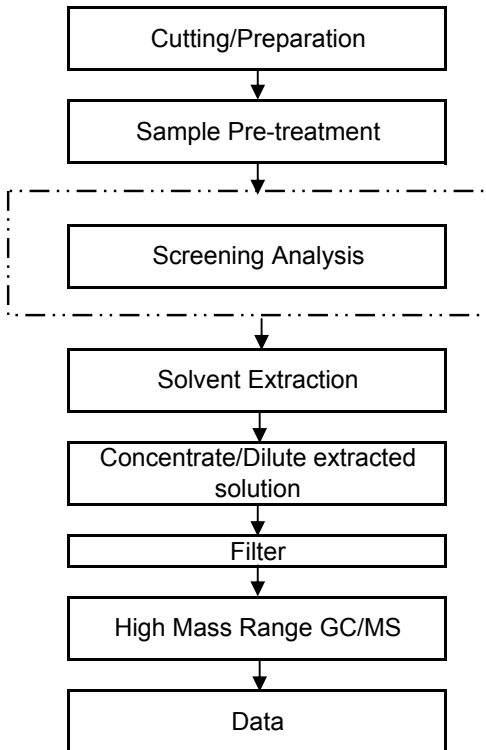 Cutting/Preparation
Sample Pre-treatment
Screening Analysis
Solvent Extraction
Concentrate/Dilute extracted
solution
Filter
High Mass Range GC/MS
Data